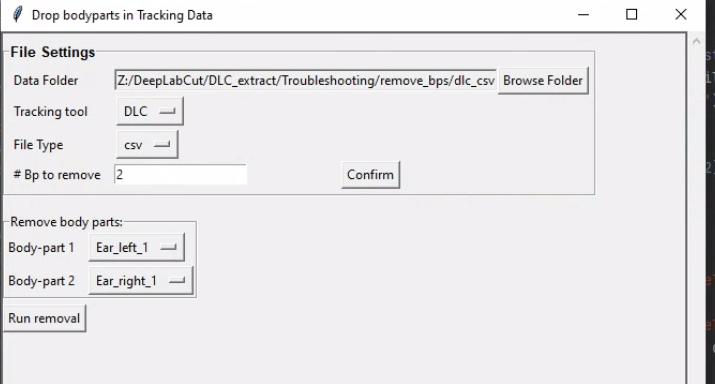 Drop bodyparts in Tracking Data
File Settings
Data Folder Z:/DeepLabCut/DLC_extract/Troubleshooting/remove_bps/dlc_csv Browse Folder
Tracking tool DLC
File Type csv
# Bp to remove 2 Confirm
Remove body parts:
Body-part 1 Ear_left_1
Body-part 2 Ear_right_1
Run removal